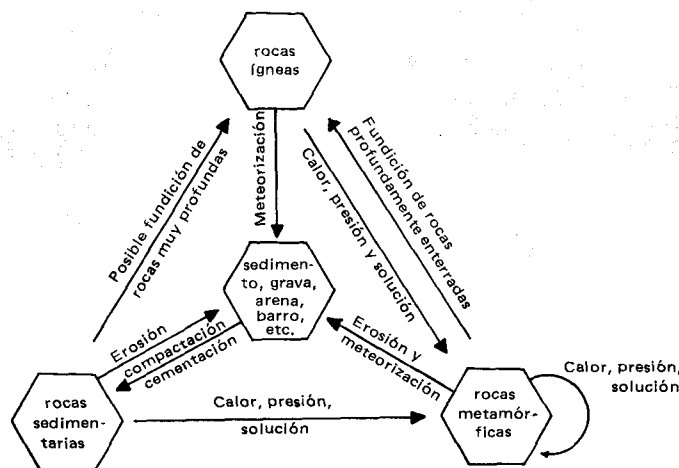 rocas
ígneas
Posible fundición de
rocas muy profundas
Meteorización
Calor, presión y solución
Fundición de rocas
profundamente enterradas
sedimen-
to, grava,
arena,
barro,
etc.
Erosión
compactación
cementación
Erosión y
meteorización
rocas
sedimen-
tarias
Calor, presión,
solución
rocas
metamór-
ficas
Calor, presión,
solución